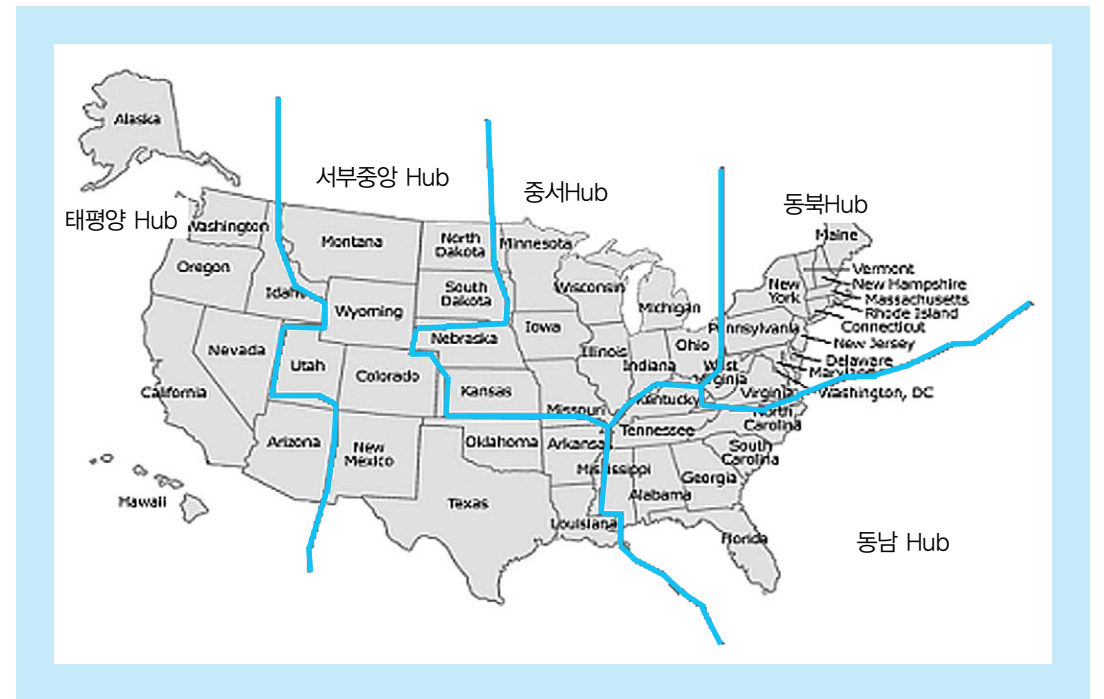 Alaska
서부중앙 Hub
중서Hub
태평양 Hub
동북Hub
Washington
Montana
North
Dakota
Minnesota
Maine
Oregon
Idaho
South
Dakota
Wisconsin
Vermont
New Hampshire
Massachusetts
Rhode Island
Connecticut
New
York
Wyoming
Michigan
Nevada
Nebraska
Iowa
Pennsylvania
New Jersey
Delaware
Maryland
Washington, DC
Utah
Colorado
Illinois
Indiana
Ohio
West
Virginia
Virginia
California
Kansas
Missouri
Kentucky
North
Carolina
Tennessee
Arizona
New
Mexico
Oklahoma
Arkansas
South
Carolina
Mississippi
Georgia
Hawaii
Texas
Alabama
Louisiana
Florida
동남 Hub